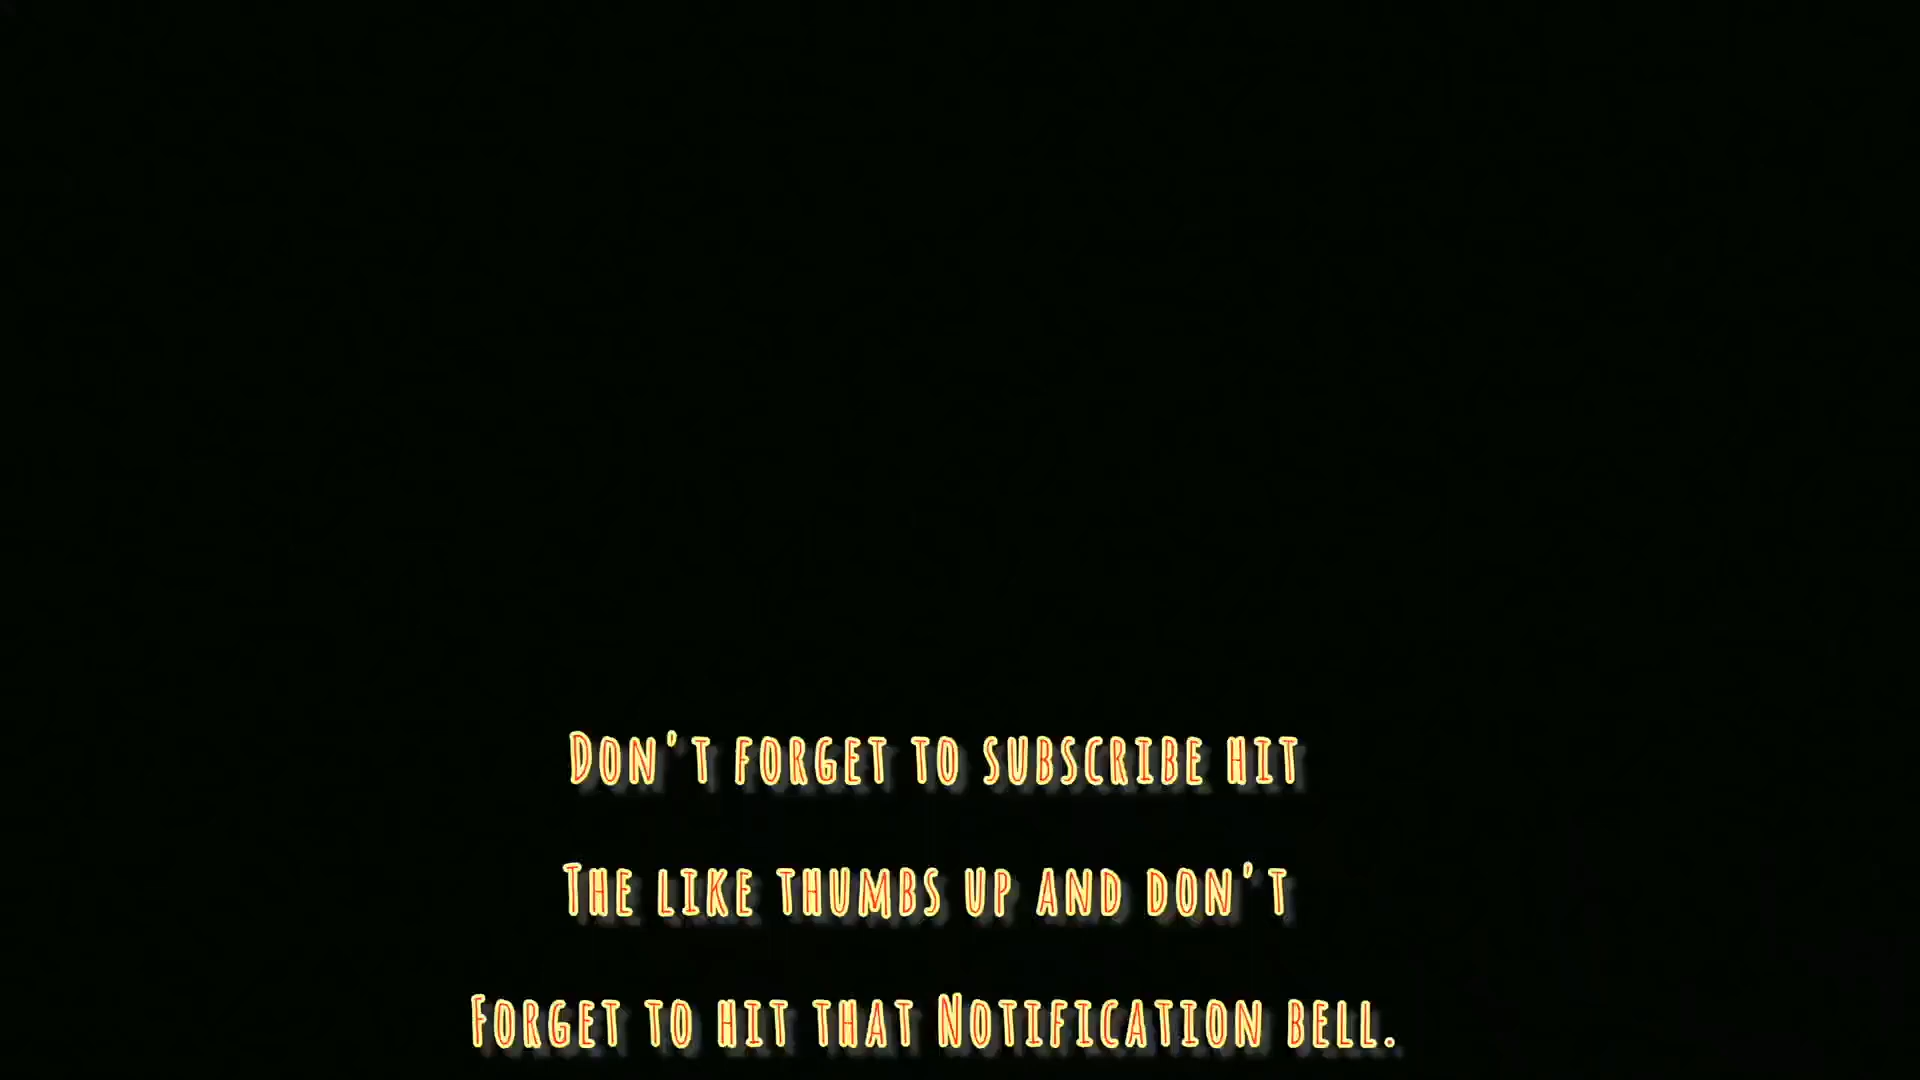 Don't forget to subscribe hit
The like thumbs up and don't
Forget to hit that Notification bell.